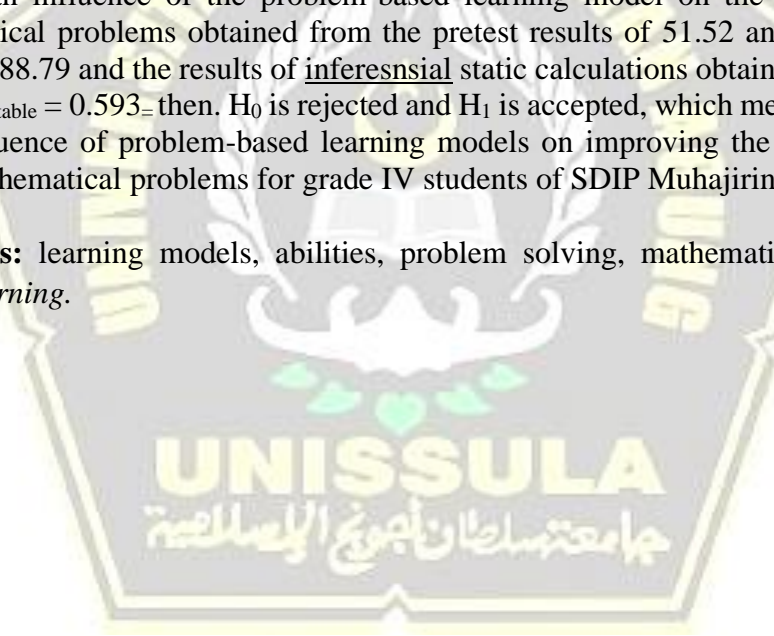 influence of the problem-based learning model on the
ical problems obtained from the pretest results of 51.52 an
88.79 and the results of inferesnsial static calculations obtain
table = 0.593= then. H0 is rejected and H1 is accepted, which me
uence of problem-based learning models on improving the
hematical problems for grade IV students of SDIP Muhajirin
s: learning models, abilities, problem solving, mathemati
rning.
UNISSULA
جامعتنسلطان أجونج الإسلامية